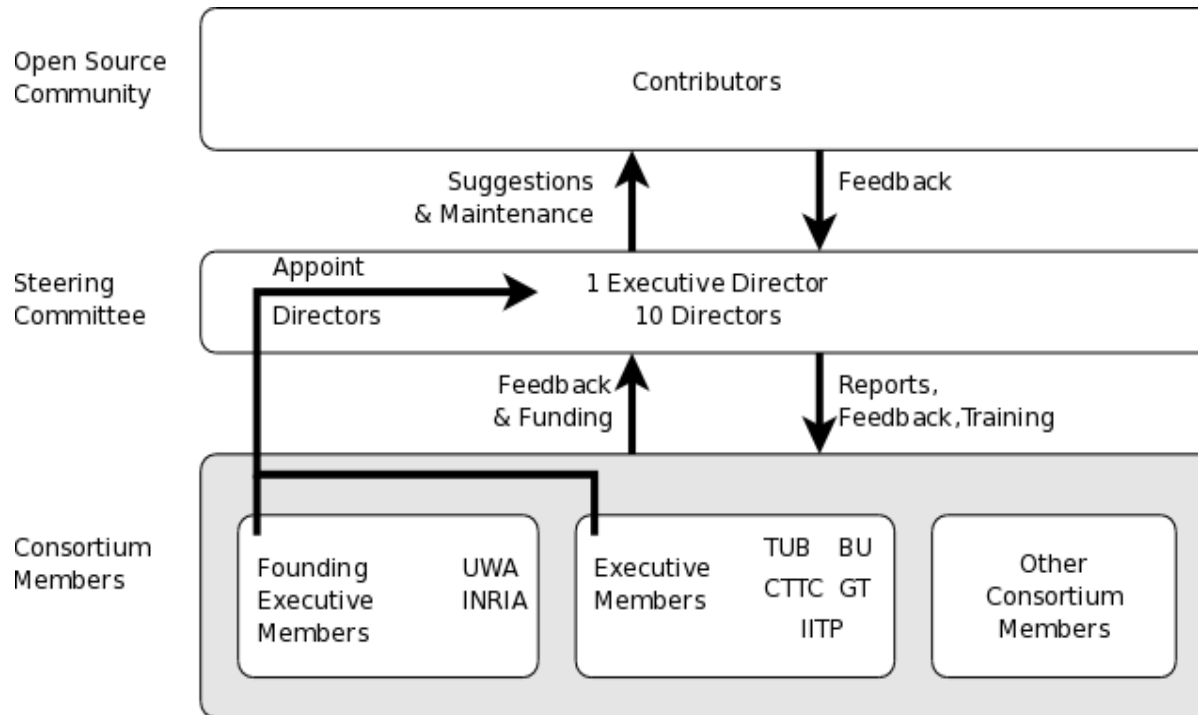 Open Source
Community
Contributors
Suggestions
& Maintenance
Feedback
Steering
Committee
Appoint
Directors
1 Executive Director
10 Directors
Feedback
& Funding
Reports,
Feedback,Training
Consortium
Members
Founding
Executive
Members
UWA
INRIA
Executive
Members
TUB BU
CTTC GT
IITP
Other
Consortium
Members